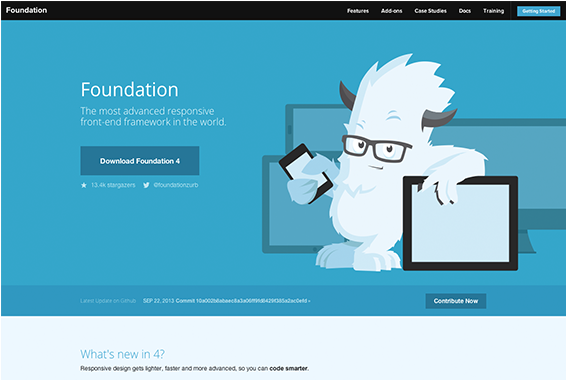 Foundation
Features Add-ons Case Studies Docs Training Getting Started
Foundation
The most advanced responsive
front-end framework in the world.
Download Foundation 4
13.4k stargazers @foundationzurb
Latest Update on Github SEP 22, 2013 Commit
Contribute Now
What's new in 4?
Responsive design gets lighter, faster and more advanced, so you can code smarter.